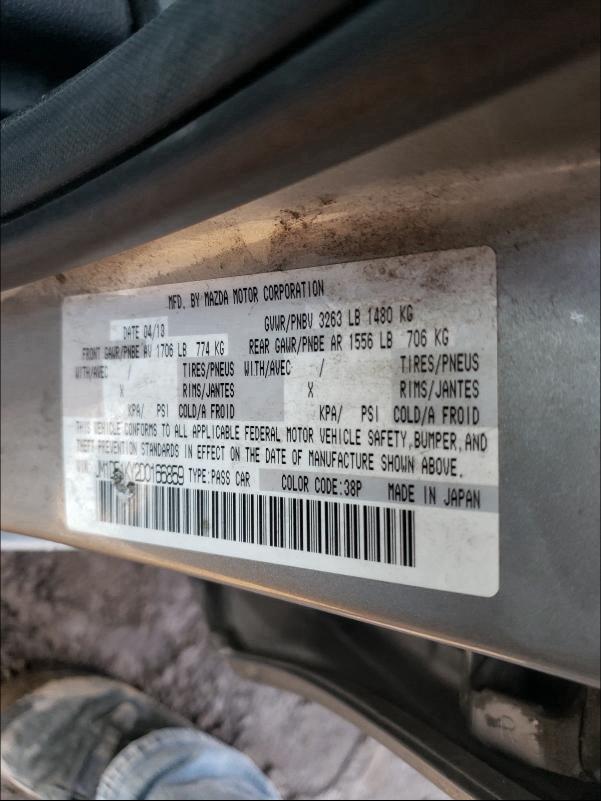 MFD. BY MAZDA MOTOR CORPORATION
DATE 04/13 GVWR/PNBV 3263 LB 1480 KG
FRONT GAWR/PNBE AV 1706 LB 774 KG REAR GAWR/PNBE AR 1556 LB 706 KG
WITH/AVEC / TIRES/PNEUS WITH/AVEC / TIRES/PNEUS
X RIMS/JANTES X RIMS/JANTES
KPA/ PSI COLD/A FROID KPA/ PSI COLD/A FROID
THIS VEHICLE CONFORMS TO ALL APPLICABLE FEDERAL MOTOR VEHICLE SAFETY, BUMPER, AND
THEFT PREVENTION STANDARDS IN EFFECT ON THE DATE OF MANUFACTURE SHOWN ABOVE.
VIN: JM1DE1KY2D0166859 TYPE: PASS CAR COLOR CODE: 38P MADE IN JAPAN